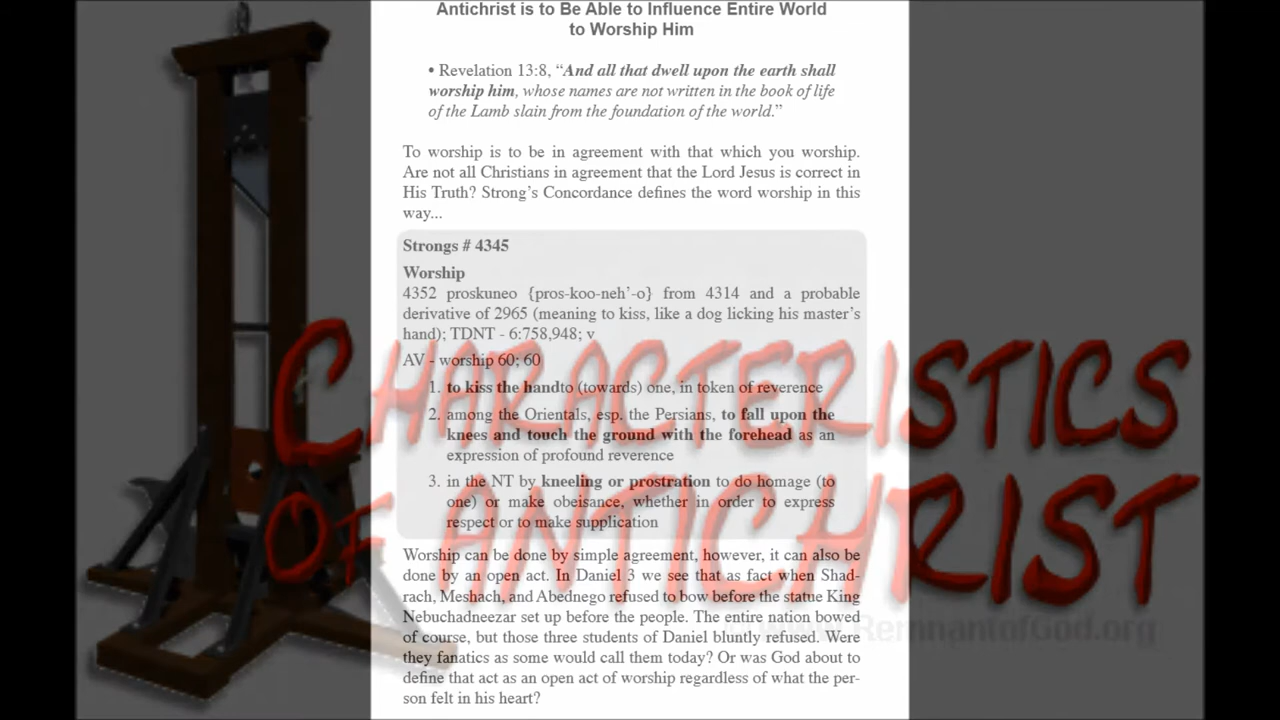 Antichrist is to Be Able to Influence Entire World
to Worship Him
• Revelation 13:8, “And all that dwell upon the earth shall
worship him, whose names are not written in the book of life
of the Lamb slain from the foundation of the world.”
To worship is to be in agreement with that which you worship.
Are not all Christians in agreement that the Lord Jesus is correct in
His Truth? Strong’s Concordance defines the word worship in this
way...
Strongs # 4345
Worship
4352 proskuneo {pros-koo-neh’-o} from 4314 and a probable
derivative of 2965 (meaning to kiss, like a dog licking his master’s
hand); TDNT - 6:758,948; v
AV - worship 60; 60
1. to kiss the handto (towards) one, in token of reverence
2. among the Orientals, esp. the Persians, to fall upon the
knees and touch the ground with the forehead as an
expression of profound reverence
3. in the NT by kneeling or prostration to do homage (to
one) or make obeisance, whether in order to express
respect or to make supplication
Worship can be done by simple agreement, however, it can also be
done by an open act. In Daniel 3 we see that as fact when Shad-
rach, Meshach, and Abednego refused to bow before the statue King
Nebuchadneezar set up before the people. The entire nation bowed
of course, but those three students of Daniel bluntly refused. Were
they fanatics as some would call them today? Or was God about to
define that act as an open act of worship regardless of what the per-
son felt in his heart?
CHARACTERISTICS
OF ANTICHRIST
www.RemnantofGod.org